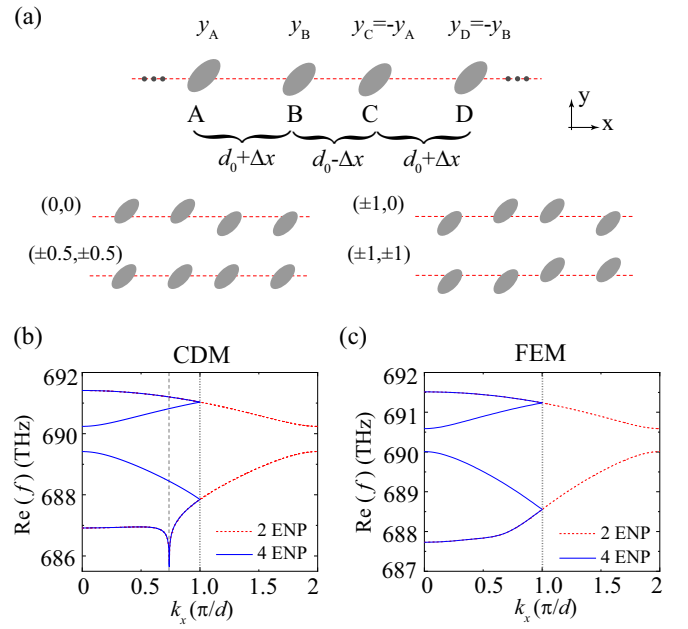 (a)
y_A y_B y_C=-y_A y_D=-y_B
A B C D
y
x
d_0+Δx d_0-Δx d_0+Δx
(0,0) (±1,0)
(±0.5,±0.5) (±1,±1)
(b) CDM
692
690
688
686
Re (f) (THz)
2 ENP
4 ENP
0 0.5 1.0 1.5 2
k_x (π/d)
(c) FEM
692
691
690
689
688
687
Re (f) (THz)
2 ENP
4 ENP
0 0.5 1.0 1.5 2
k_x (π/d)